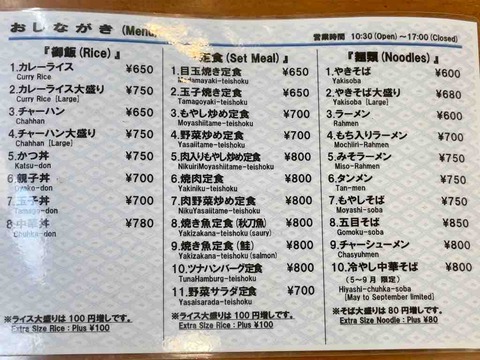 おしながき (Menu)
営業時間 10:30(Open)～17:00(Closed)
『御飯(Rice)』
1.カレーライス ¥650
Curry Rice
2.カレーライス大盛り ¥750
Curry Rice [Large]
3.チャーハン ¥650
Chahhan
4.チャーハン大盛り ¥750
Chahhan [Large]
5.かつ丼 ¥750
Katsu-don
6.親子丼 ¥700
Oyako-don
7.玉子丼 ¥700
Tamago-don
8.中華丼 ¥780
Chuhka-don
※ライス大盛りは100円増しです。
Extra Size Rice : Plus ¥100
定食(Set Meal)』
1.目玉焼き定食 ¥650
Medamayaki-teishoku
2.玉子焼き定食 ¥650
Tamagoyaki-teishoku
3.もやし炒め定食 ¥700
Moyashiitame-teishoku
4.野菜炒め定食 ¥700
Yasaiitame-teishoku
5.肉入りもやし炒め定食 ¥800
NikuiriMoyashiitame-teishoku
6.焼肉定食 ¥800
Yakiniku-teishoku
7.肉野菜炒め定食 ¥800
NikuYasaiitame-teishoku
8.焼き魚定食(秋刀魚) ¥800
Yakizakana-teishoku (saury)
9.焼き魚定食(鮭) ¥800
Yakizakana-teishoku (salmon)
10.ツナハンバーグ定食 ¥800
TunaHamburg-teishoku
11.野菜サラダ定食 ¥700
Yasaisarada-teishoku
※ライス大盛りは100円増しです。
Extra Size Rice : Plus ¥100
『麺類(Noodles)』
1.やきそば ¥600
Yakisoba
2.やきそば大盛り ¥680
Yakisoba [Large]
3.ラーメン ¥600
Rahmen
4.もち入りラーメン ¥700
Mochiiri-Rahmen
5.みそラーメン ¥750
Miso-Rahmen
6.タンメン ¥750
Tan-men
7.もやしそば ¥750
Moyashi-soba
8.五目そば ¥850
Gomoku-soba
9.チャーシューメン ¥800
Chasyuhmen
10.冷やし中華そば ¥800
(5～9月 限定)
Hiyashi-chuhka-soba
[May to September limited]
※そば大盛りは80円増しです。
Extra Size Noodle : Plus ¥80